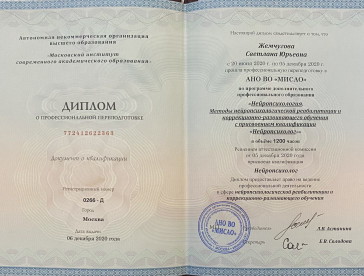 Автономная некоммерческая организация
высшего образования
«Московский институт
современного академического образования»
ДИПЛОМ
О ПРОФЕССИОНАЛЬНОЙ ПЕРЕПОДГОТОВКЕ
772412022365
Документ о квалификации
Регистрационный номер
0266 - Д
Город
Москва
Дата выдачи
06 декабря 2020 года
Настоящий диплом свидетельствует о том, что
Жемчугова
Светлана Юрьевна
с 20 июня 2020 г. по 05 декабря 2020 г.
прошла профессиональную переподготовку в
АНО ВО «МИСАО»
по программе дополнительного
профессионального образования
«Нейропсихология.
Методы нейропсихологической реабилитации и
коррекционно-развивающего обучения
с присвоением квалификации
«Нейропсихолог»»
в объёме 1200 часов
Решением аттестационной комиссии
от 05 декабря 2020 года
присвоена квалификация
Нейропсихолог
Диплом предоставляет право на ведение
профессиональной деятельности
в сфере нейропсихологической реабилитации и
коррекционно-развивающего обучения
АНО ВО
"МИСАО"
Л.В.
Секретарь Е.В.